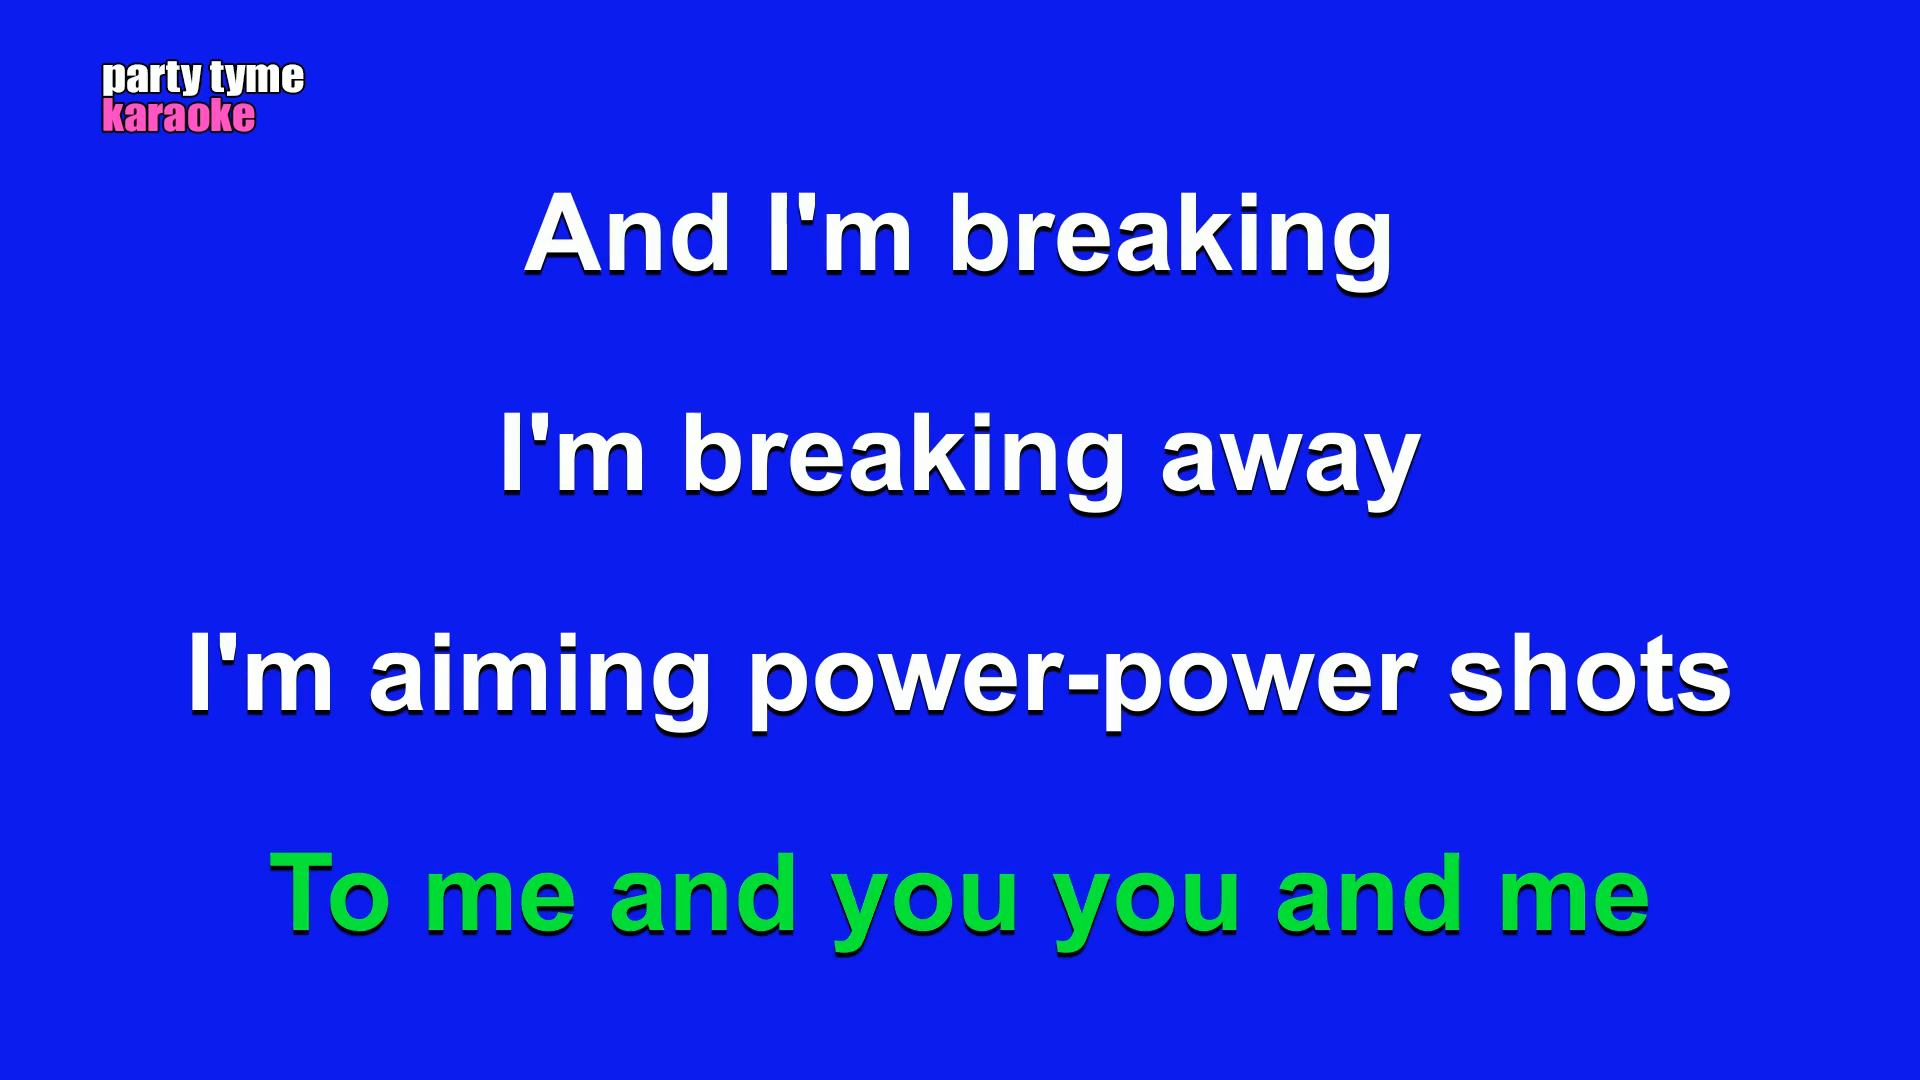 party tyme
karaoke
And I'm breaking
I'm breaking away
I'm aiming power-power shots
To me and you you and me